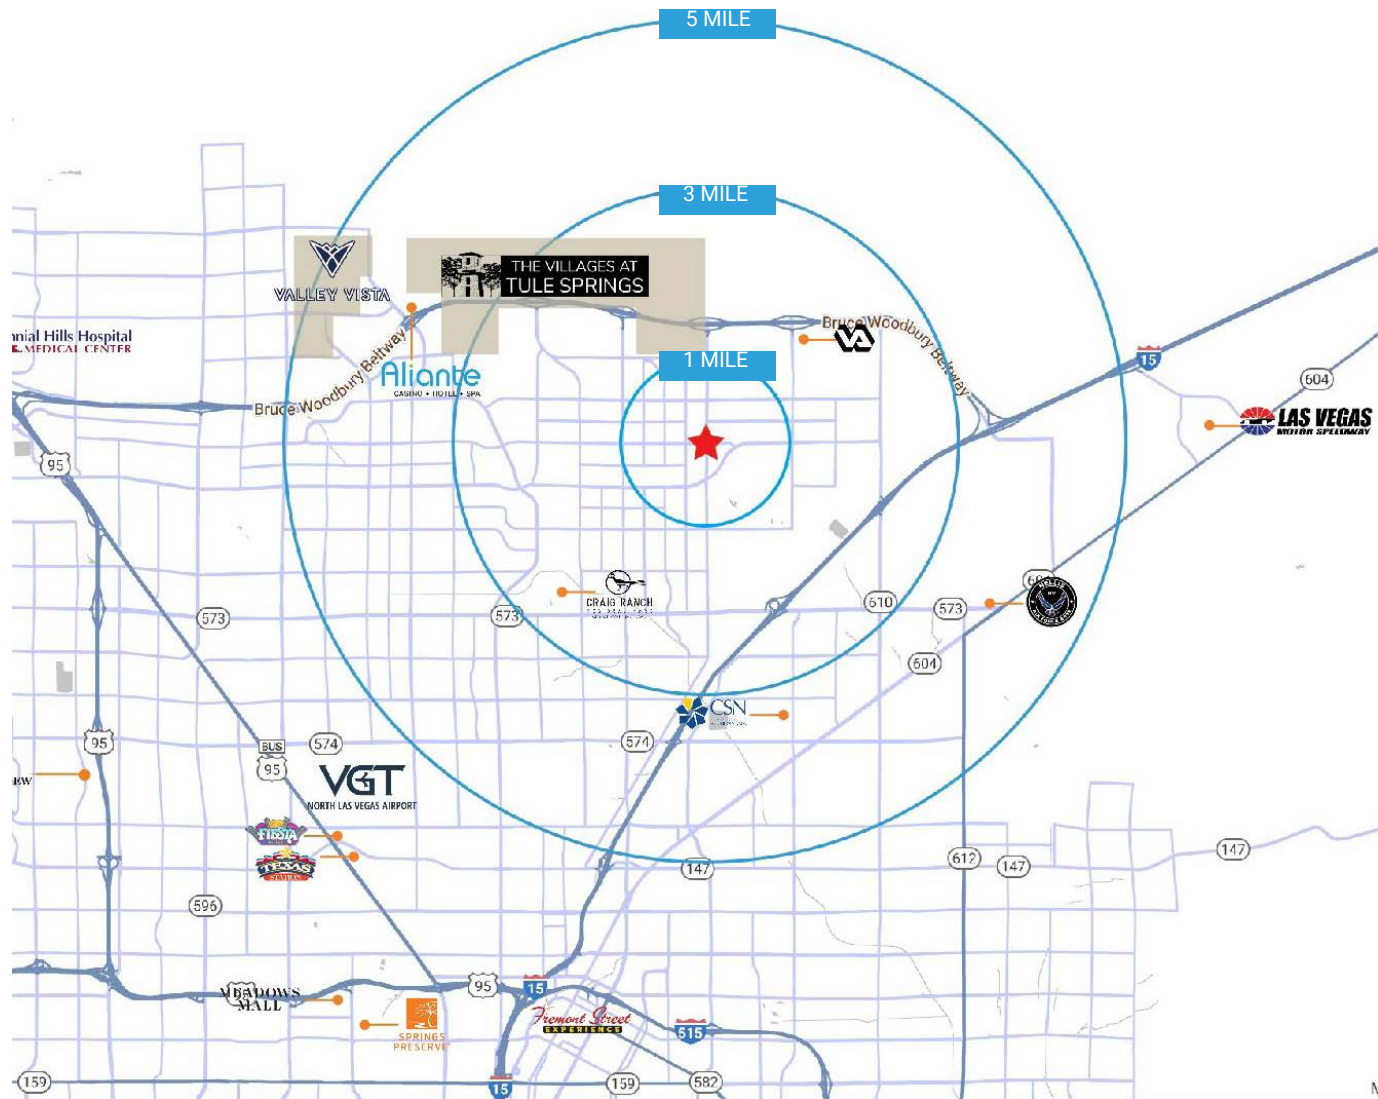 5 MILE
3 MILE
VALLEY VISTA
THE VILLAGES AT
TULE SPRINGS
Bruce Woodbury Beltway
VA
nial Hills Hospital
MEDICAL CENTER
1 MILE
15
Bruce Woodbury Beltway
Aliante
CASINO + HOTEL + SPA
604
LAS VEGAS
MOTOR SPEEDWAY
95
CRAIG RANCH
573
573
610
573
604
CSN
95
BUS
95
574
574
EW
VGT
NORTH LAS VEGAS AIRPORT
FIESTA
TEXAS
STATION
147
612
147
147
596
MEADOWS
MALL
95
15
SPRINGS
PRESERVE
Fremont Street
EXPERIENCE
515
159
15
159
582